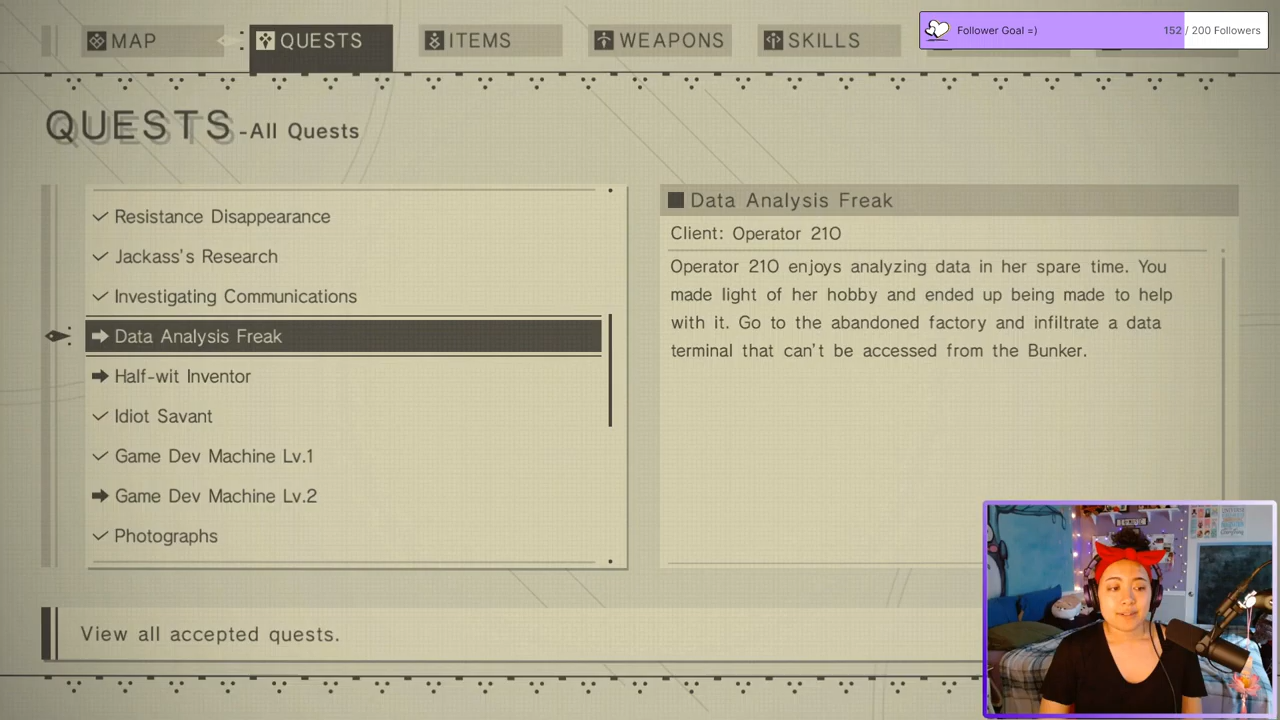 MAP
QUESTS
ITEMS
WEAPONS
SKILLS
Follower Goal =)
152 / 200 Followers
QUESTS -All Quests
Resistance Disappearance
Jackass's Research
Investigating Communications
Data Analysis Freak
Half-wit Inventor
Idiot Savant
Game Dev Machine Lv.1
Game Dev Machine Lv.2
Photographs
Data Analysis Freak
Client: Operator 21O
Operator 21O enjoys analyzing data in her spare time. You
made light of her hobby and ended up being made to help
with it. Go to the abandoned factory and infiltrate a data
terminal that can't be accessed from the Bunker.
View all accepted quests.